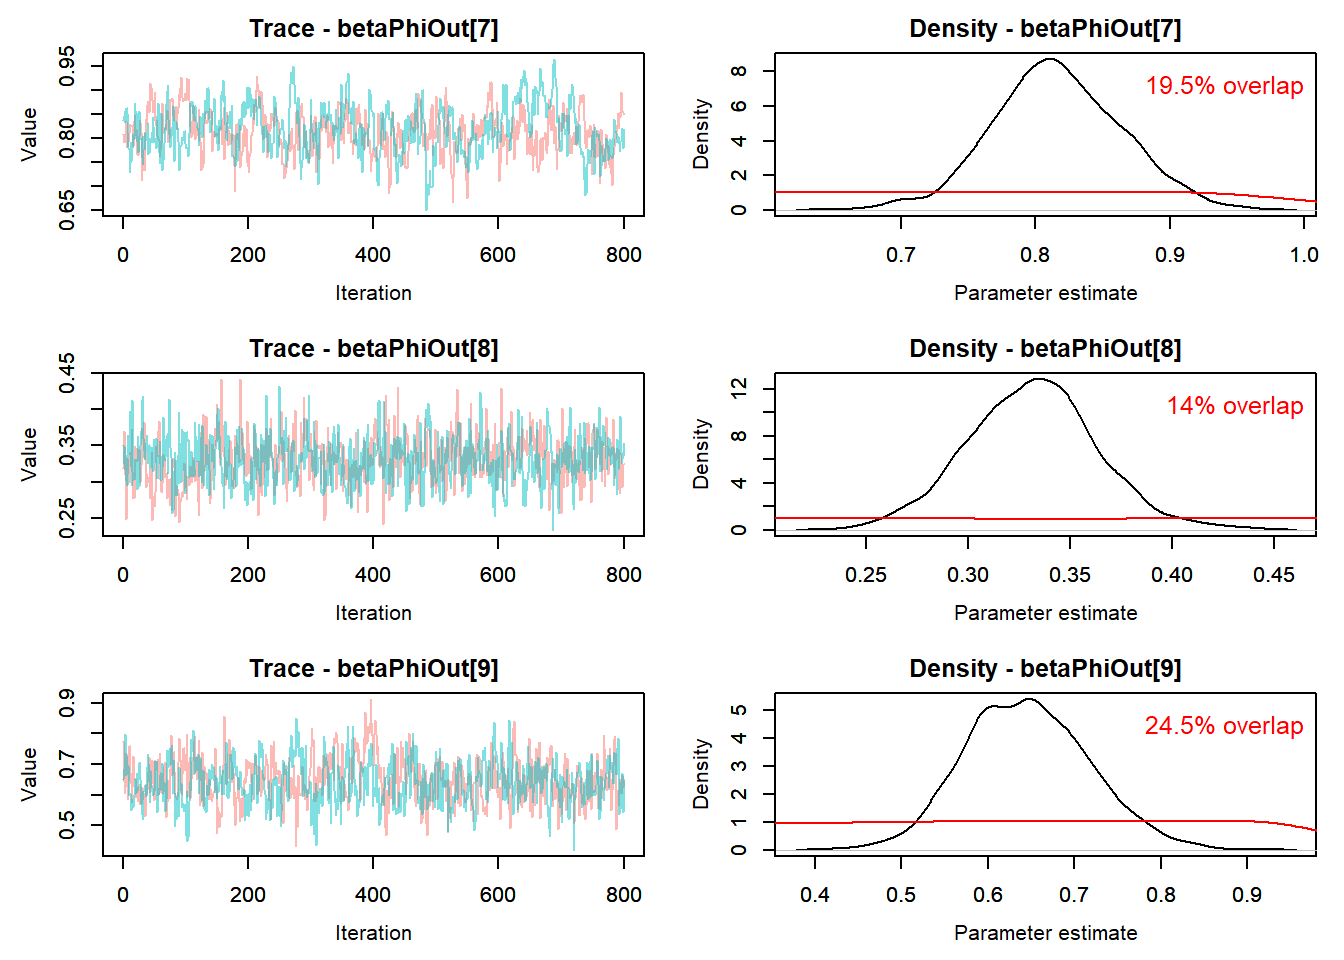 Trace - betaPhiOut[7]
Value
0.65 0.80 0.95
0 200 400 600 800
Iteration
Density - betaPhiOut[7]
19.5% overlap
Density
0 2 4 6 8
0.7 0.8 0.9 1.0
Parameter estimate
Trace - betaPhiOut[8]
Value
0.25 0.35 0.45
0 200 400 600 800
Iteration
Density - betaPhiOut[8]
14% overlap
Density
0 4 8 12
0.25 0.30 0.35 0.40 0.45
Parameter estimate
Trace - betaPhiOut[9]
Value
0.5 0.7 0.9
0 200 400 600 800
Iteration
Density - betaPhiOut[9]
24.5% overlap
Density
0 1 2 3 4 5
0.4 0.5 0.6 0.7 0.8 0.9
Parameter estimate